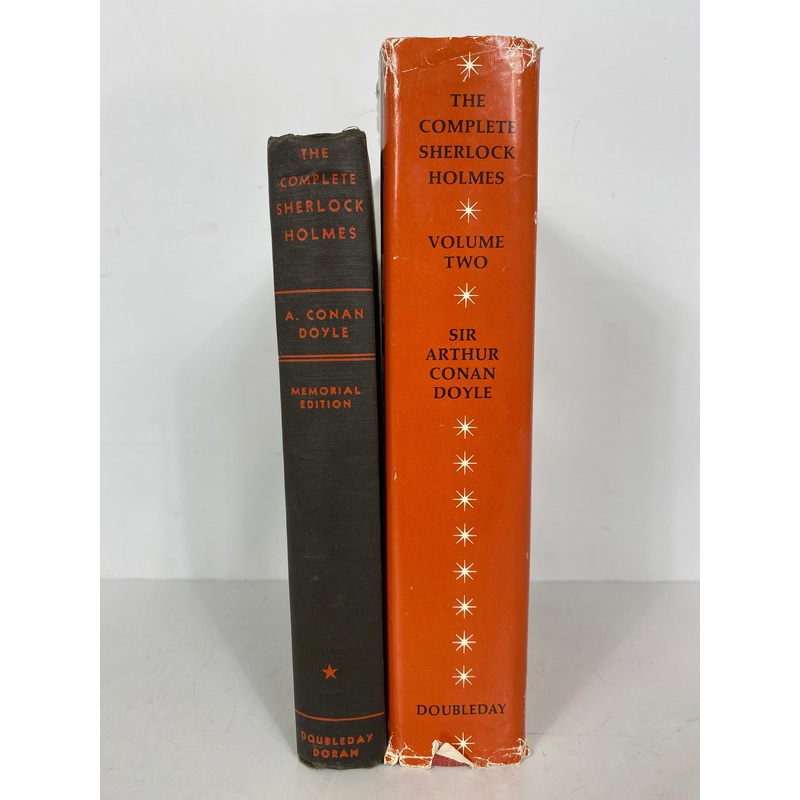 THE
COMPLETE
SHERLOCK
HOLMES
A. CONAN
DOYLE
MEMORIAL
EDITION
DOUBLEDAY
DORAN
THE
COMPLETE
SHERLOCK
HOLMES
VOLUME
TWO
SIR
ARTHUR
CONAN
DOYLE
DOUBLEDAY